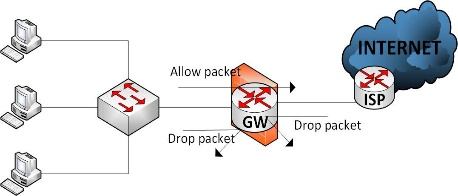 INTERNET
Allow packet
ISP
GW
Drop packet
Drop packet